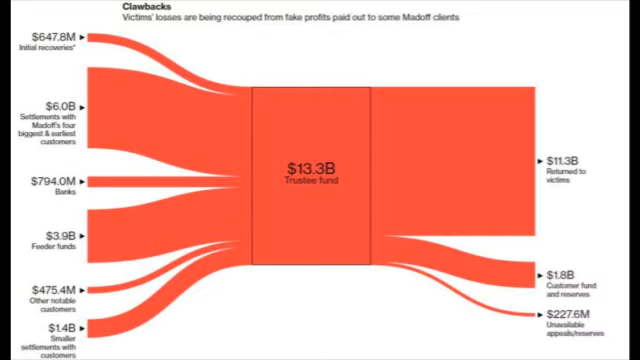 Clawbacks
Victims' losses are being recouped from fake profits paid out to some Madoff clients
$647.8M
Initial recoveries*
$6.0B
Settlements with
Madoff's four
biggest & earliest
customers
$794.0M
Banks
$3.9B
Feeder funds
$475.4M
Other notable
customers
$1.4B
Smaller
settlements with
customers
$13.3B
Trustee fund
$11.3B
Returned to
victims
$1.8B
Customer fund
and reserves
$227.6M
Unavailable
appeals/reserves